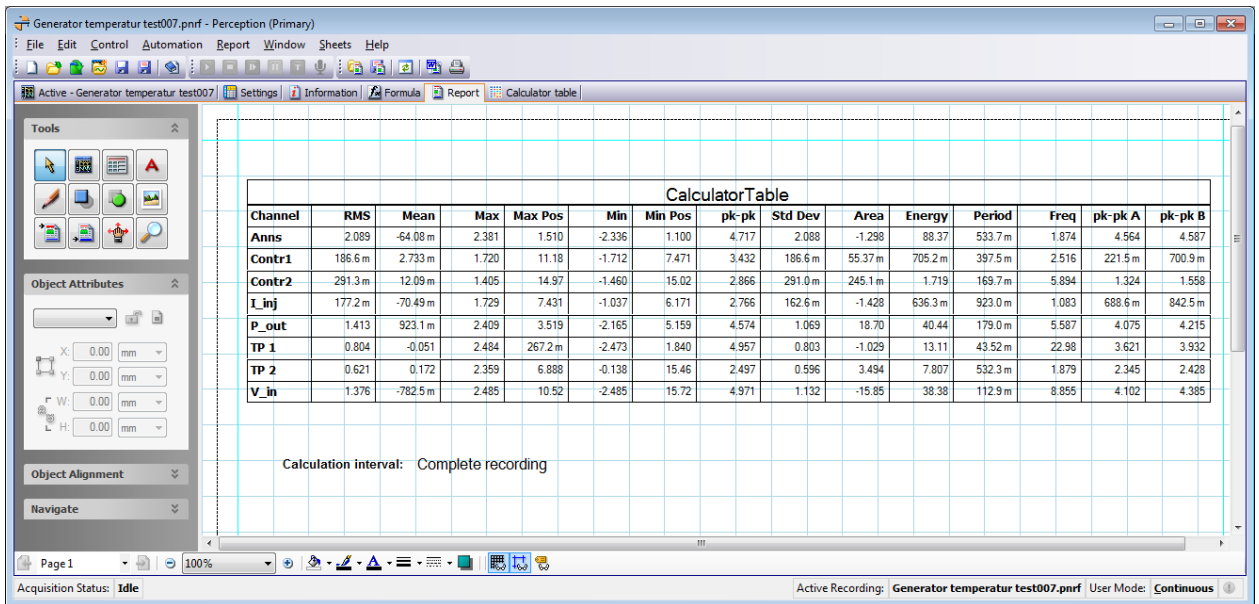 Generator temperatur test007.pnrf - Perception (Primary)
File Edit Control Automation Report Window Sheets Help
Active - Generator temperatur test007 Settings Information Formula Report Calculator table
Tools
A
Object Attributes
X: 0.00 mm
Y: 0.00 mm
W: 0.00 mm
H: 0.00 mm
Object Alignment
Navigate
CalculatorTable
Channel RMS Mean Max Max Pos Min Min Pos pk-pk Std Dev Area Energy Period Freq pk-pk A pk-pk B
Anns 2.089 -64.08 m 2.381 1.510 -2.336 1.100 4.717 2.088 -1.298 88.37 533.7 m 1.874 4.564 4.587
Contr1 186.6 m 2.733 m 1.720 11.18 -1.712 7.471 3.432 186.6 m 55.37 m 705.2 m 397.5 m 2.516 221.5 m 700.9 m
Contr2 291.3 m 12.09 m 1.405 14.97 -1.460 15.02 2.866 291.0 m 245.1 m 1.719 169.7 m 5.894 1.324 1.558
I_inj 177.2 m -70.49 m 1.729 7.431 -1.037 6.171 2.766 162.6 m -1.428 636.3 m 923.0 m 1.083 688.6 m 842.5 m
P_out 1.413 923.1 m 2.409 3.519 -2.165 5.159 4.574 1.069 18.70 40.44 179.0 m 5.587 4.075 4.215
TP 1 0.804 -0.051 2.484 267.2 m -2.473 1.840 4.957 0.803 -1.029 13.11 43.52 m 22.98 3.621 3.932
TP 2 0.621 0.172 2.359 6.888 -0.138 15.46 2.497 0.596 3.494 7.807 532.3 m 1.879 2.345 2.428
V_in 1.376 -782.5 m 2.485 10.52 -2.485 15.72 4.971 1.132 -15.85 38.38 112.9 m 8.855 4.102 4.385
Calculation interval: Complete recording
Page 1 100% A
Acquisition Status: Idle Active Recording: Generator temperatur test007.pnrf User Mode: Continuous